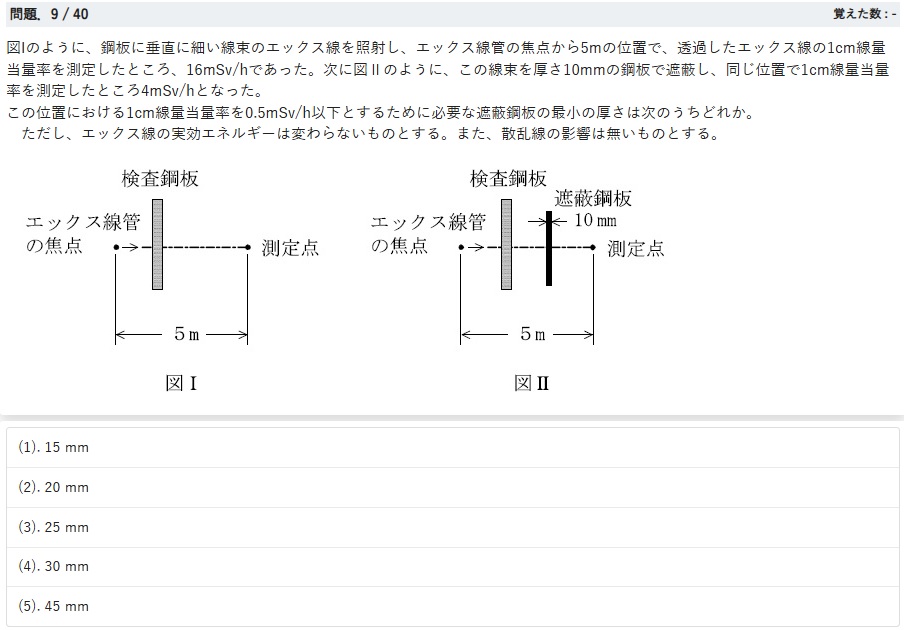 問題. 9 / 40
覚えた数 : -
図Iのように、鋼板に垂直に細い線束のエックス線を照射し、エックス線管の焦点から5mの位置で、透過したエックス線の1cm線量
当量率を測定したところ、16mSv/hであった。次に図Ⅱのように、この線束を厚さ10mmの鋼板で遮蔽し、同じ位置で1cm線量当量
率を測定したところ4mSv/hとなった。
この位置における1cm線量当量率を0.5mSv/h以下とするために必要な遮蔽鋼板の最小の厚さは次のうちどれか。
ただし、エックス線の実効エネルギーは変わらないものとする。また、散乱線の影響は無いものとする。
検査鋼板
エックス線管
の焦点
測定点
5m
図Ⅰ
検査鋼板
遮蔽鋼板
10mm
エックス線管
の焦点
測定点
5m
図Ⅱ
(1). 15 mm
(2). 20 mm
(3). 25 mm
(4). 30 mm
(5). 45 mm